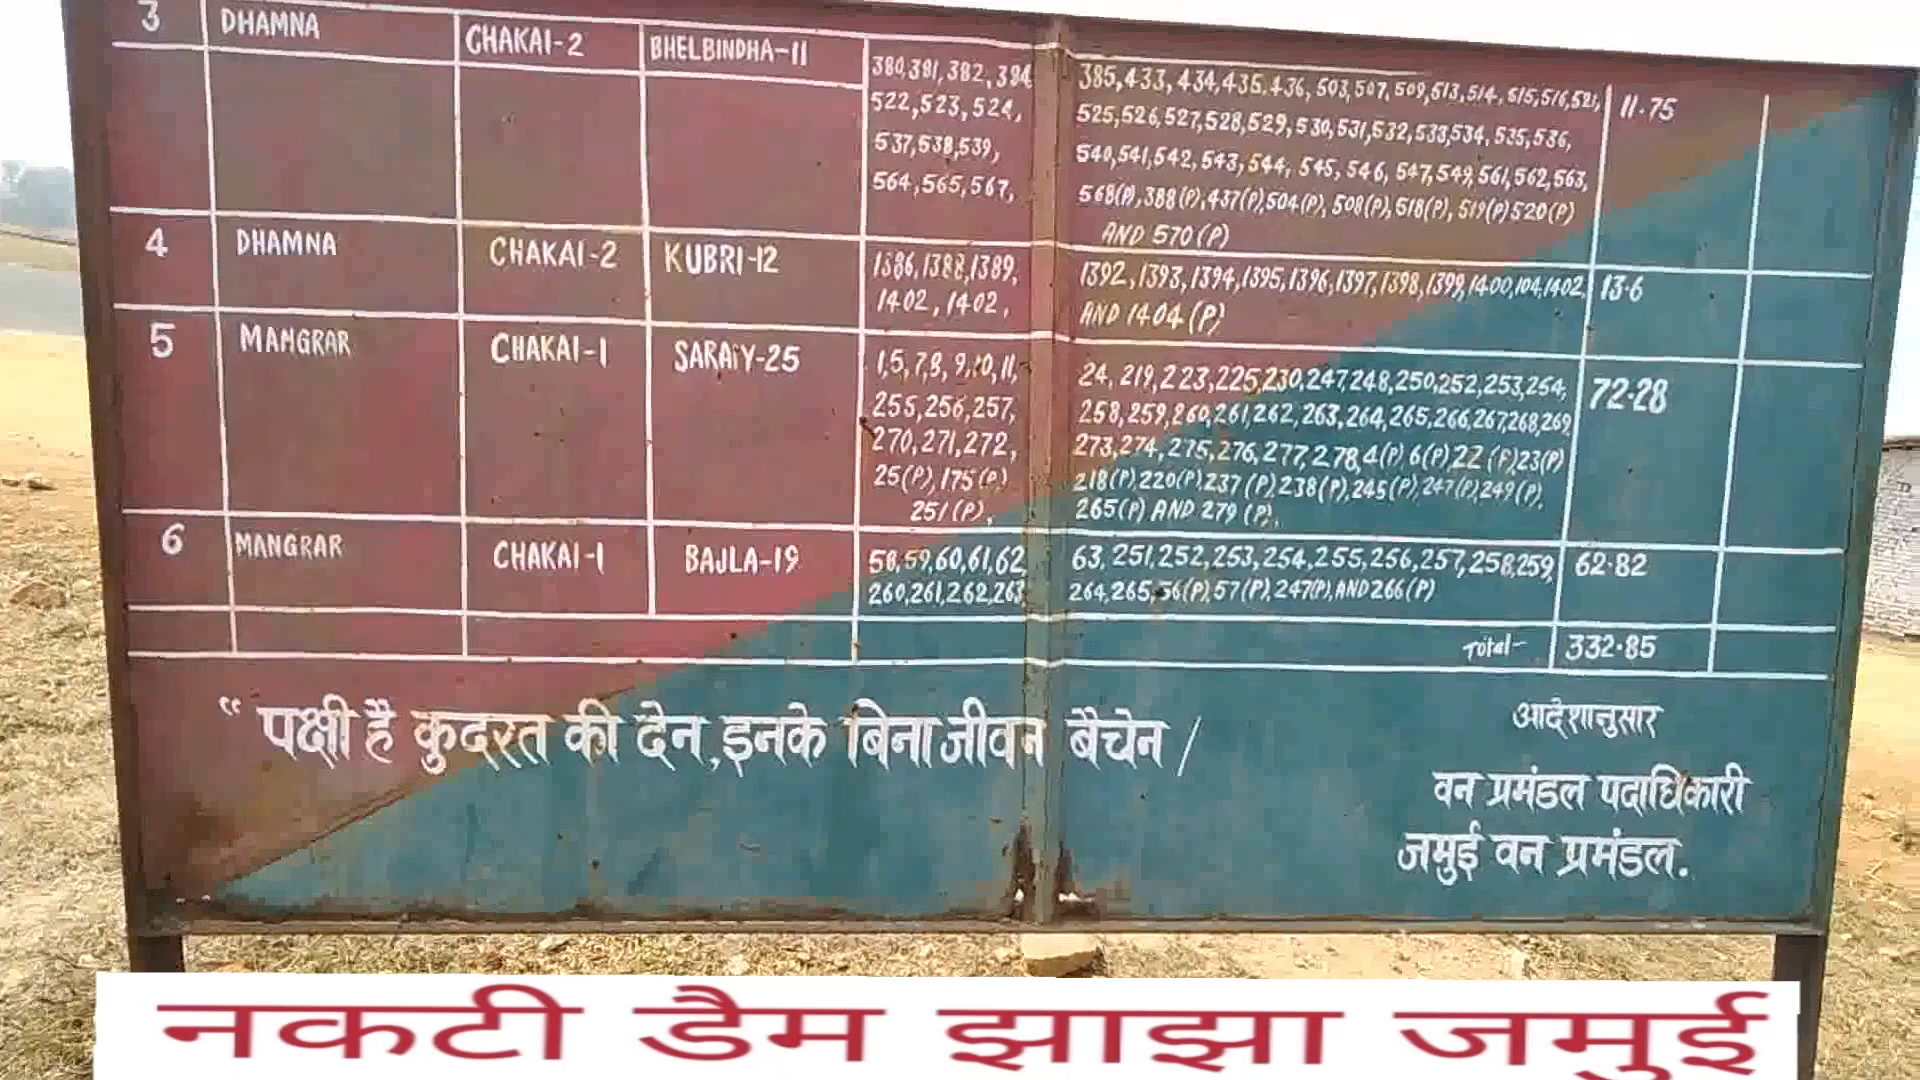 3 DHAMNA CHAKAI-2 BHELBINDHA-11 380,381,382,384 385,433,434,435,436,503,507,509,513,514,515,516,521, 11.75
522,523,524, 525,526,527,528,529,530,531,532,533,534,535,536,
537,538,539, 540,541,542,543,544,545,546,547,549,561,562,563,
564,565,567, 568(P),388(P),437(P),504(P),508(P),518(P),519(P)520(P)
AND 570(P)
4 DHAMNA CHAKAI-2 KUBRI-12 1386,1388,1389, 1392,1393,1394,1395,1396,1397,1398,1399,1400,104,1402, 13.6
1402,1402, AND 1404(P)
5 MANGRAR CHAKAI-1 SARAIY-25 1,5,7,8,9,10,11, 24,219,223,225,230,247,248,250,252,253,254, 72.28
255,256,257, 258,259,260,261,262,263,264,265,266,267,268,269,
270,271,272, 273,274,275,276,277,278,4(P)6(P)22(P)23(P)
25(P),175(P) 218(P),220(P)237(P),238(P),245(P),247(P),249(P),
251(P), 265(P) AND 279(P),
6 MANGRAR CHAKAI-1 BAJLA-19 58,59,60,61,62 63,251,252,253,254,255,256,257,258,259, 62.82
260,261,262,263 264,265,56(P),57(P),247(P),AND 266(P)
Total- 332.85
“पक्षी है कुदरत की देन,इनके बिना जीवन बैचेन/
आदेशानुसार
वन प्रमंडल पदाधिकारी
जमुई वन प्रमंडल.
नकटी डैम झाझा जमुई